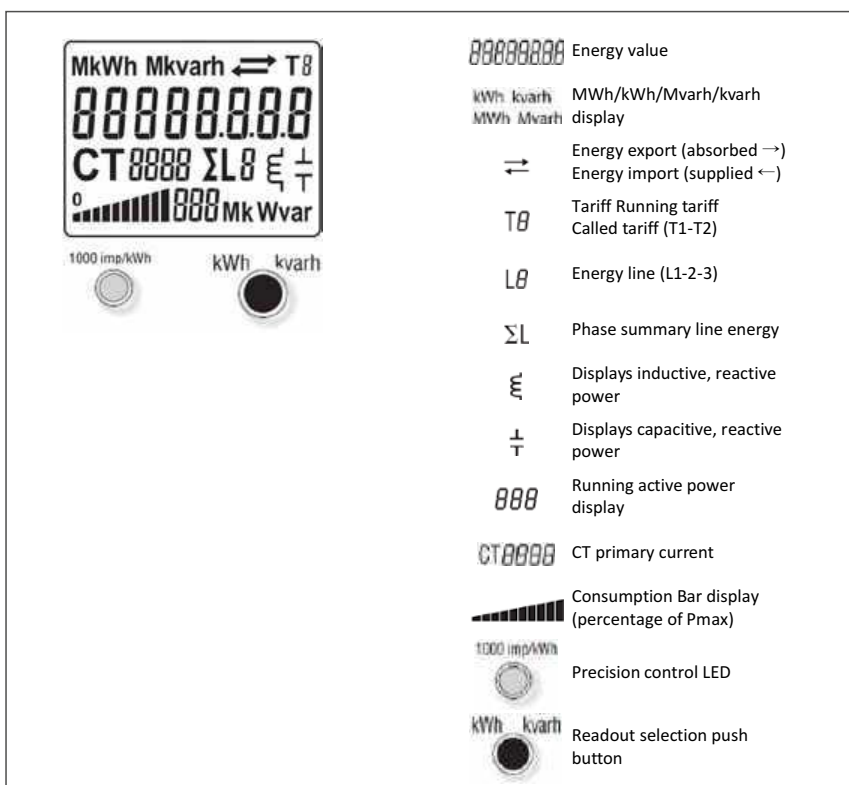 MkWh Mkvarh ⇄ T8
88888.8.8.8
CT8888 ΣL8 ξ ┴┬
0 888 Mk Wvar
1000 imp/kWh
kWh kvarh
88888888 Energy value
kWh kvarh MWh/kWh/Mvarh/kvarh
MWh Mvarh display
⇄ Energy export (absorbed →)
Energy import (supplied ←)
T8 Tariff Running tariff
Called tariff (T1-T2)
L8 Energy line (L1-2-3)
ΣL Phase summary line energy
ξ Displays inductive, reactive
power
Displays capacitive, reactive
power
888 Running active power
display
CT8888 CT primary current
Consumption Bar display
(percentage of Pmax)
1000 imp/kWh
Precision control LED
kWh kvarh
Readout selection push
button